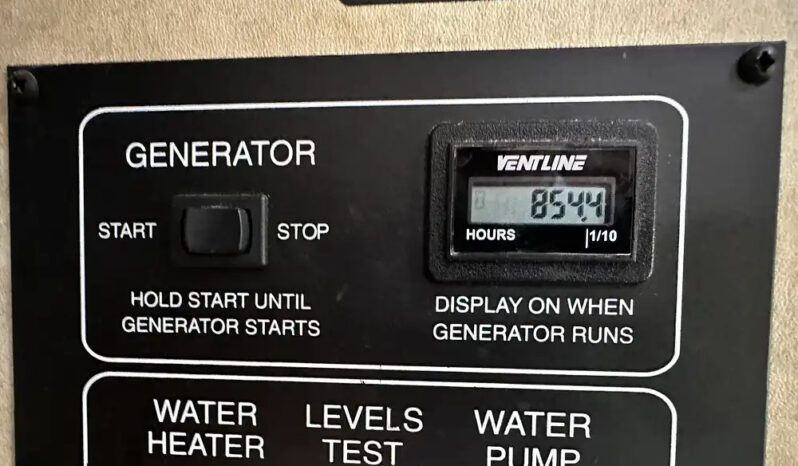 GENERATOR
START STOP
HOLD START UNTIL
GENERATOR STARTS
VENTLINE
854.4
HOURS 1/10
DISPLAY ON WHEN
GENERATOR RUNS
WATER
HEATER
LEVELS
TEST
WATER
PUMP